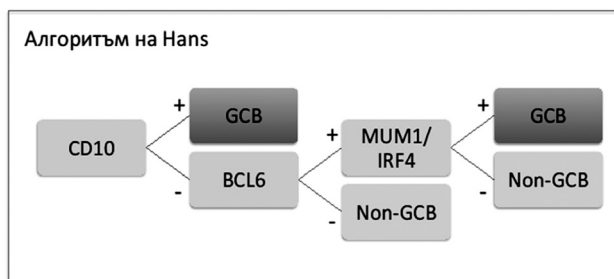 Алгоритъм на Hans
+
GCB
+
GCB
CD10
+
MUM1/
IRF4
-
BCL6
-
Non-GCB
-
Non-GCB